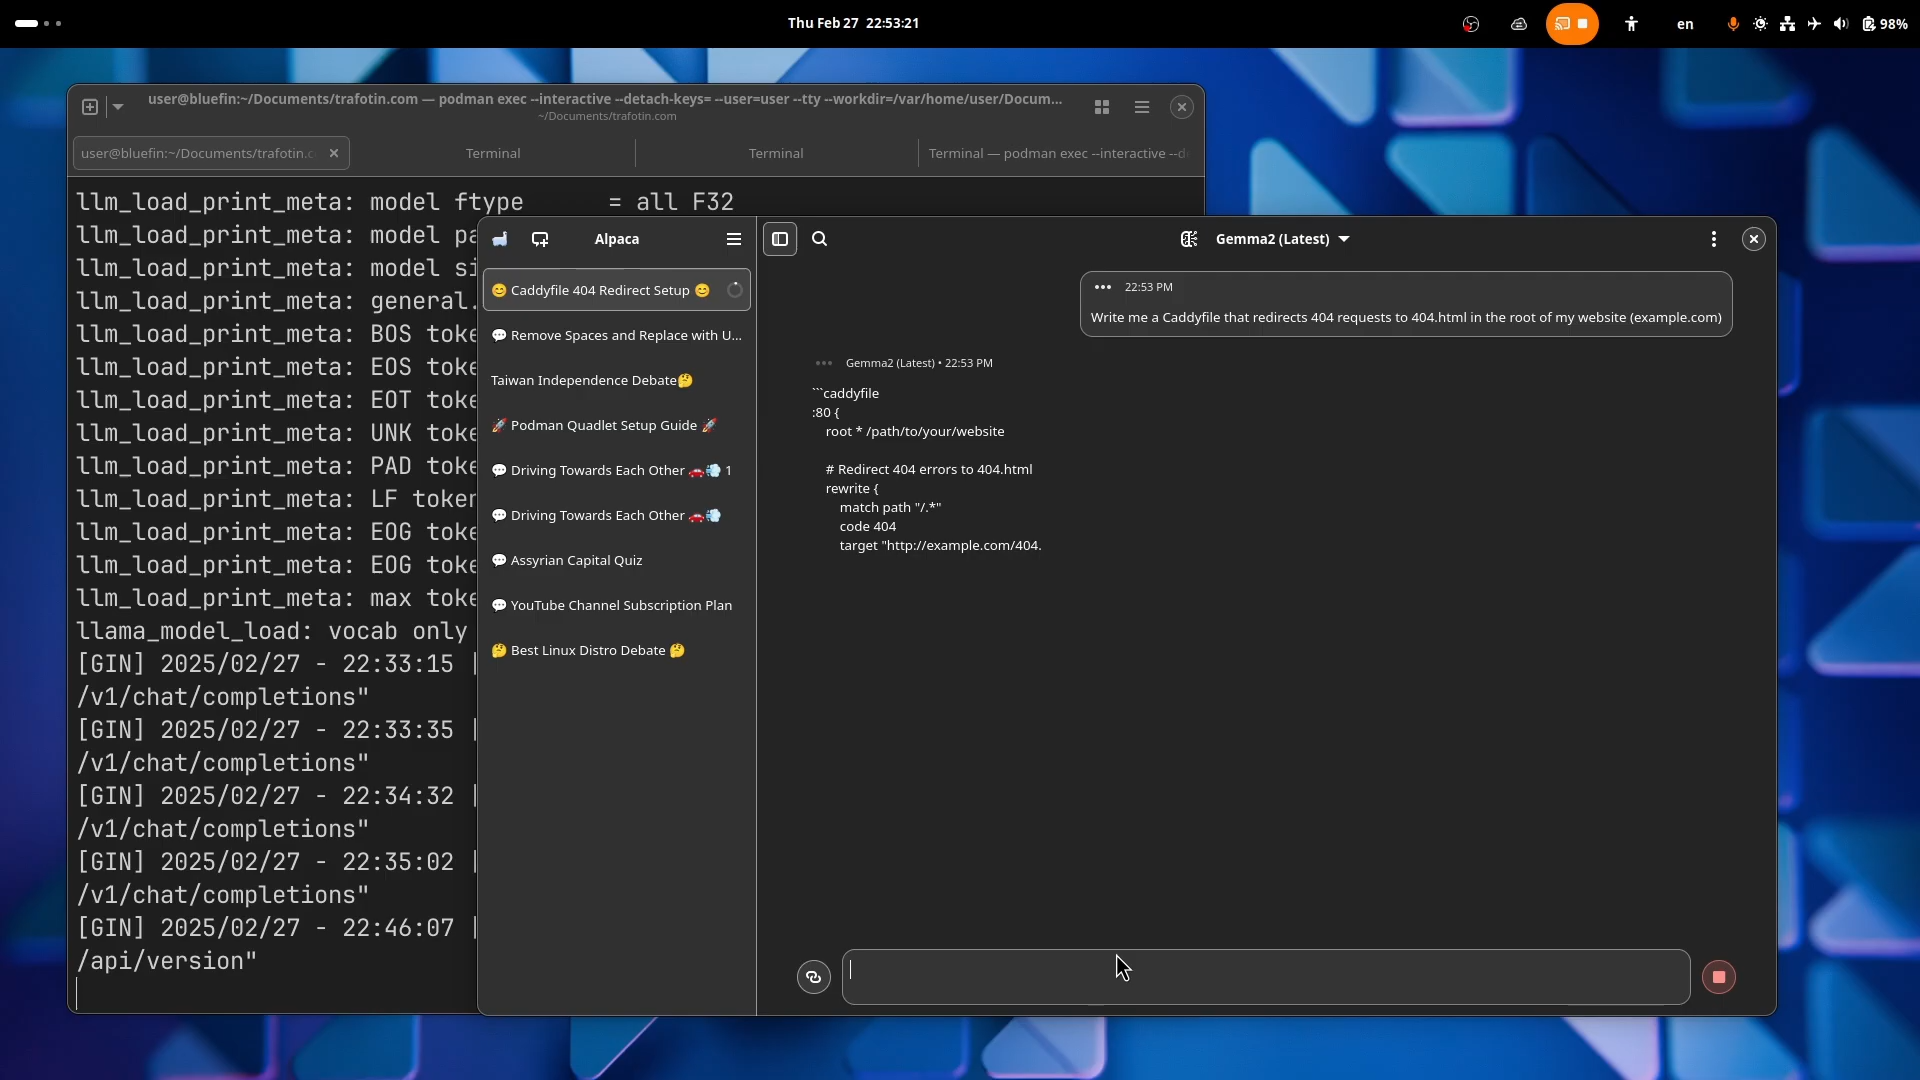 Thu Feb 27 22:53:21
en
98%
user@bluefin:~/Documents/trafotin.com — podman exec --interactive --detach-keys= --user=user --tty --workdir=/var/home/user/Docum...
~/Documents/trafotin.com
user@bluefin:~/Documents/trafotin.c
Terminal
Terminal
Terminal — podman exec --interactive --d
llm_load_print_meta: model ftype = all F32
llm_load_print_meta: model pa
llm_load_print_meta: model si
llm_load_print_meta: general.
llm_load_print_meta: BOS toke
llm_load_print_meta: EOS toke
llm_load_print_meta: EOT toke
llm_load_print_meta: UNK toke
llm_load_print_meta: PAD toke
llm_load_print_meta: LF token
llm_load_print_meta: EOG toke
llm_load_print_meta: EOG toke
llm_load_print_meta: max toke
llama_model_load: vocab only
[GIN] 2025/02/27 - 22:33:15 |
/v1/chat/completions"
[GIN] 2025/02/27 - 22:33:35 |
/v1/chat/completions"
[GIN] 2025/02/27 - 22:34:32 |
/v1/chat/completions"
[GIN] 2025/02/27 - 22:35:02 |
/v1/chat/completions"
[GIN] 2025/02/27 - 22:46:07 |
/api/version"
Alpaca
😊 Caddyfile 404 Redirect Setup 😊
💬 Remove Spaces and Replace with U...
Taiwan Independence Debate🤔
🚀 Podman Quadlet Setup Guide 🚀
💬 Driving Towards Each Other 🚗💨 1
💬 Driving Towards Each Other 🚗💨
💬 Assyrian Capital Quiz
💬 YouTube Channel Subscription Plan
🤔 Best Linux Distro Debate 🤔
Gemma2 (Latest)
22:53 PM
Write me a Caddyfile that redirects 404 requests to 404.html in the root of my website (example.com)
Gemma2 (Latest) • 22:53 PM
```caddyfile
:80 {
root * /path/to/your/website
# Redirect 404 errors to 404.html
rewrite {
match path "/.*"
code 404
target "http://example.com/404.